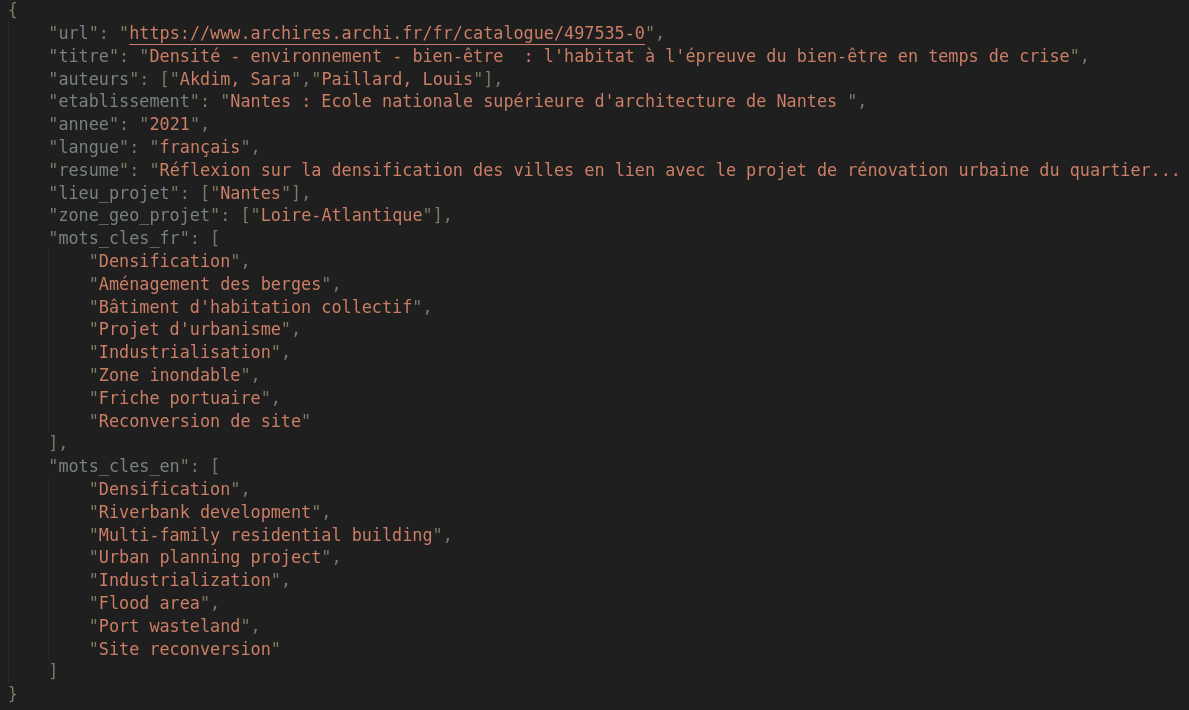 {
    "url": "https://www.archires.archi.fr/fr/catalogue/497535-0",
    "titre": "Densité - environnement - bien-être  : l'habitat à l'épreuve du bien-être en temps de crise",
    "auteurs": ["Akdim, Sara","Paillard, Louis"],
    "etablissement": "Nantes : Ecole nationale supérieure d'architecture de Nantes ",
    "annee": "2021",
    "langue": "français",
    "resume": "Réflexion sur la densification des villes en lien avec le projet de rénovation urbaine du quartier...
    "lieu_projet": ["Nantes"],
    "zone_geo_projet": ["Loire-Atlantique"],
    "mots_cles_fr": [
        "Densification",
        "Aménagement des berges",
        "Bâtiment d'habitation collectif",
        "Projet d'urbanisme",
        "Industrialisation",
        "Zone inondable",
        "Friche portuaire",
        "Reconversion de site"
    ],
    "mots_cles_en": [
        "Densification",
        "Riverbank development",
        "Multi-family residential building",
        "Urban planning project",
        "Industrialization",
        "Flood area",
        "Port wasteland",
        "Site reconversion"
    ]
}